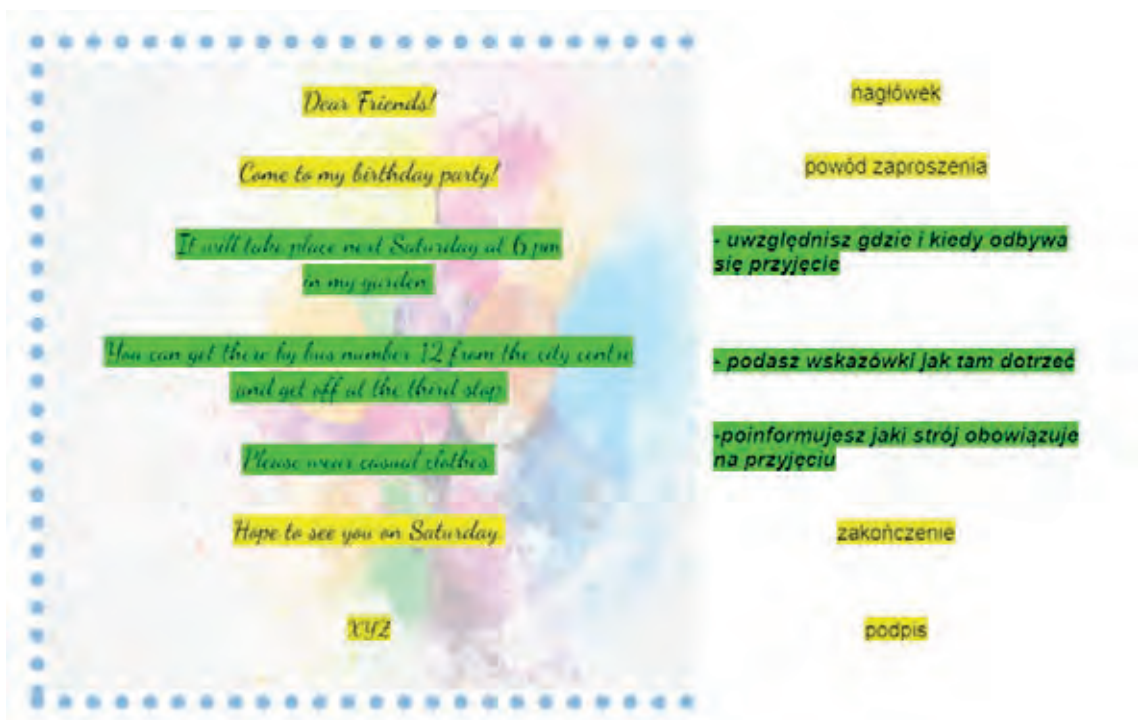 Dear Friends!
nagłówek
Come to my birthday party!
powód zaproszenia
It will take place next Saturday at 6 pm
in my garden.
- uwzględnisz gdzie i kiedy odbywa
się przyjęcie
You can get there by bus number 12 from the city centre
and get off at the third stop.
- podasz wskazówki jak tam dotrzeć
Please wear casual clothes.
-poinformujesz jaki strój obowiązuje
na przyjęciu
Hope to see you on Saturday.
zakończenie
XYZ
podpis